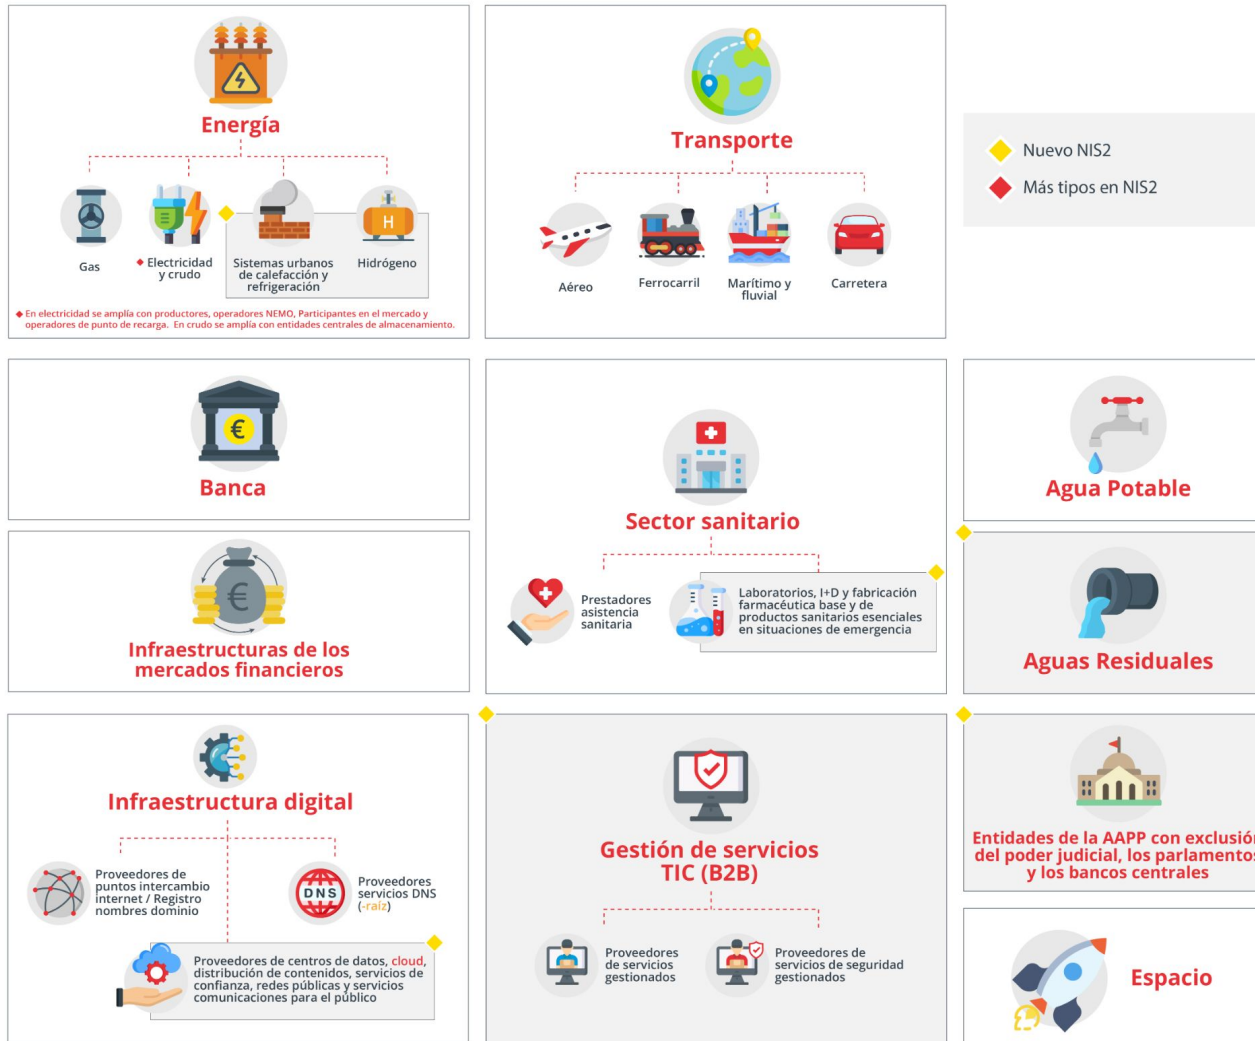 Energía
Gas
Electricidad
y crudo
Sistemas urbanos
de calefacción y
refrigeración
H
Hidrógeno
En electricidad se amplía con productores, operadores NEMO, Participantes en el mercado y
operadores de punto de recarga. En crudo se amplía con entidades centrales de almacenamiento.
Transporte
Aéreo
Ferrocarril
Marítimo y
fluvial
Carretera
Nuevo NIS2
Más tipos en NIS2
€
Banca
€
Infraestructuras de los
mercados financieros
Sector sanitario
Prestadores
asistencia
sanitaria
Laboratorios, I+D y fabricación
farmacéutica base y de
productos sanitarios esenciales
en situaciones de emergencia
Agua Potable
Aguas Residuales
Infraestructura digital
Proveedores de
puntos intercambio
internet / Registro
nombres dominio
DNS
Proveedores
servicios DNS
(-raíz)
Proveedores de centros de datos, cloud,
distribución de contenidos, servicios de
confianza, redes públicas y servicios
comunicaciones para el público
Gestión de servicios
TIC (B2B)
Proveedores
de servicios
gestionados
Proveedores de
servicios de seguridad
gestionados
Entidades de la AAPP con exclusión
del poder judicial, los parlamentos
y los bancos centrales
Espacio